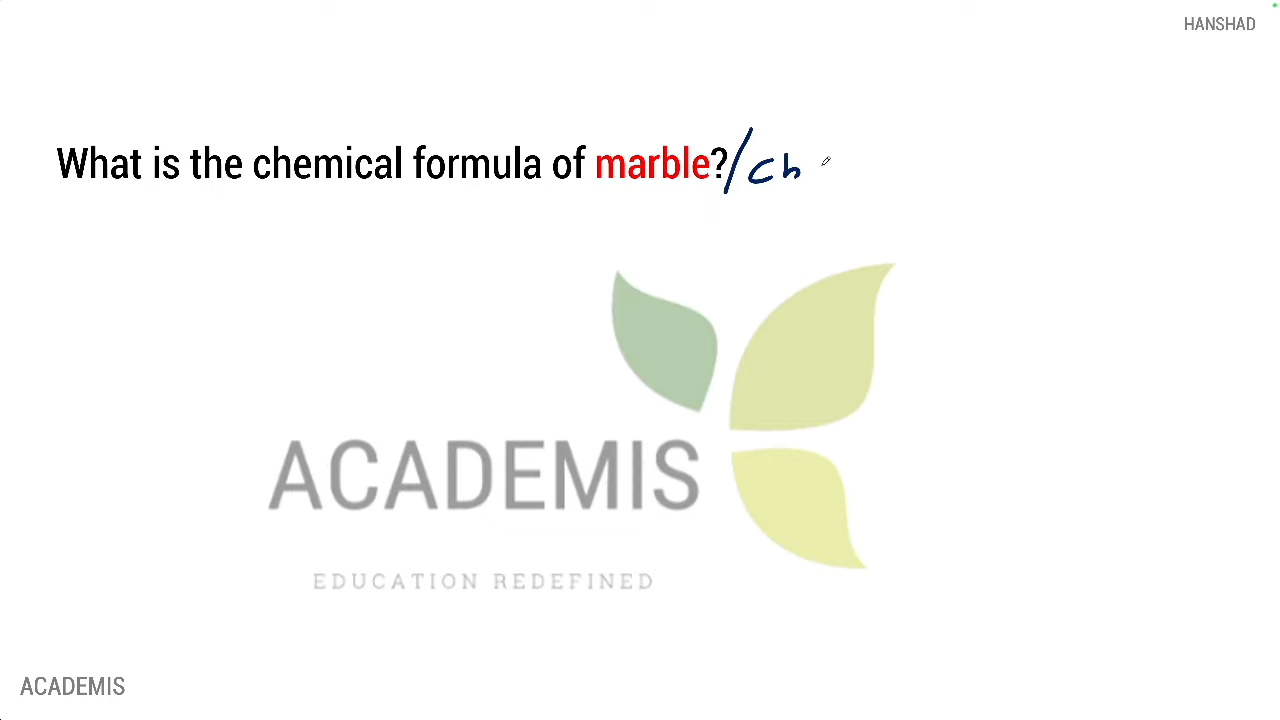 HANSHAD
What is the chemical formula of marble?/ch
ACADEMIS
EDUCATION REDEFINED
ACADEMIS